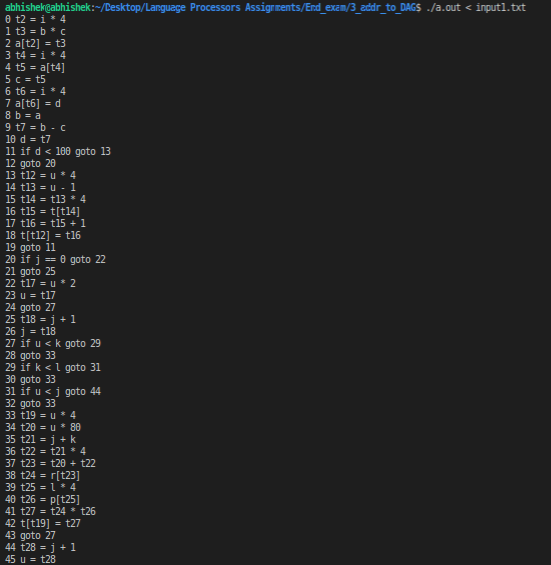 abhishek@abhishek:~/Desktop/Language Processors Assignments/End_exam/3_addr_to_DAG$ ./a.out < input1.txt
0 t2 = i * 4
1 t3 = b * c
2 a[t2] = t3
3 t4 = i * 4
4 t5 = a[t4]
5 c = t5
6 t6 = i * 4
7 a[t6] = d
8 b = a
9 t7 = b - c
10 d = t7
11 if d < 100 goto 13
12 goto 20
13 t12 = u * 4
14 t13 = u - 1
15 t14 = t13 * 4
16 t15 = t[t14]
17 t16 = t15 + 1
18 t[t12] = t16
19 goto 11
20 if j == 0 goto 22
21 goto 25
22 t17 = u * 2
23 u = t17
24 goto 27
25 t18 = j + 1
26 j = t18
27 if u < k goto 29
28 goto 33
29 if k < l goto 31
30 goto 33
31 if u < j goto 44
32 goto 33
33 t19 = u * 4
34 t20 = u * 80
35 t21 = j + k
36 t22 = t21 * 4
37 t23 = t20 + t22
38 t24 = r[t23]
39 t25 = l * 4
40 t26 = p[t25]
41 t27 = t24 * t26
42 t[t19] = t27
43 goto 27
44 t28 = j + 1
45 u = t28